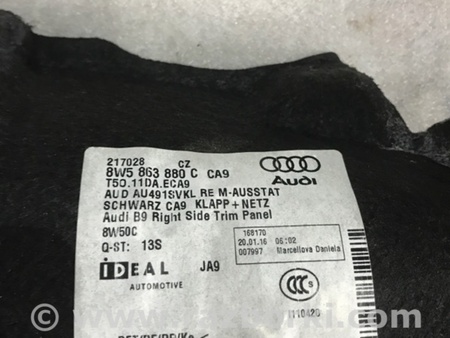 217028 CZ
8W5 863 880 C CA9
T50.11DA.ECA9
AUD AU491SVKL RE M-AUSSTAT
SCHWARZ CA9 KLAPP+NETZ
Audi B9 Right Side Trim Panel
8W50C
Q-ST: 13S
Audi
168170
20.01.16 06:02
007997 Marcellova Daniela
IDEAL
AUTOMOTIVE
JA9
CCC S